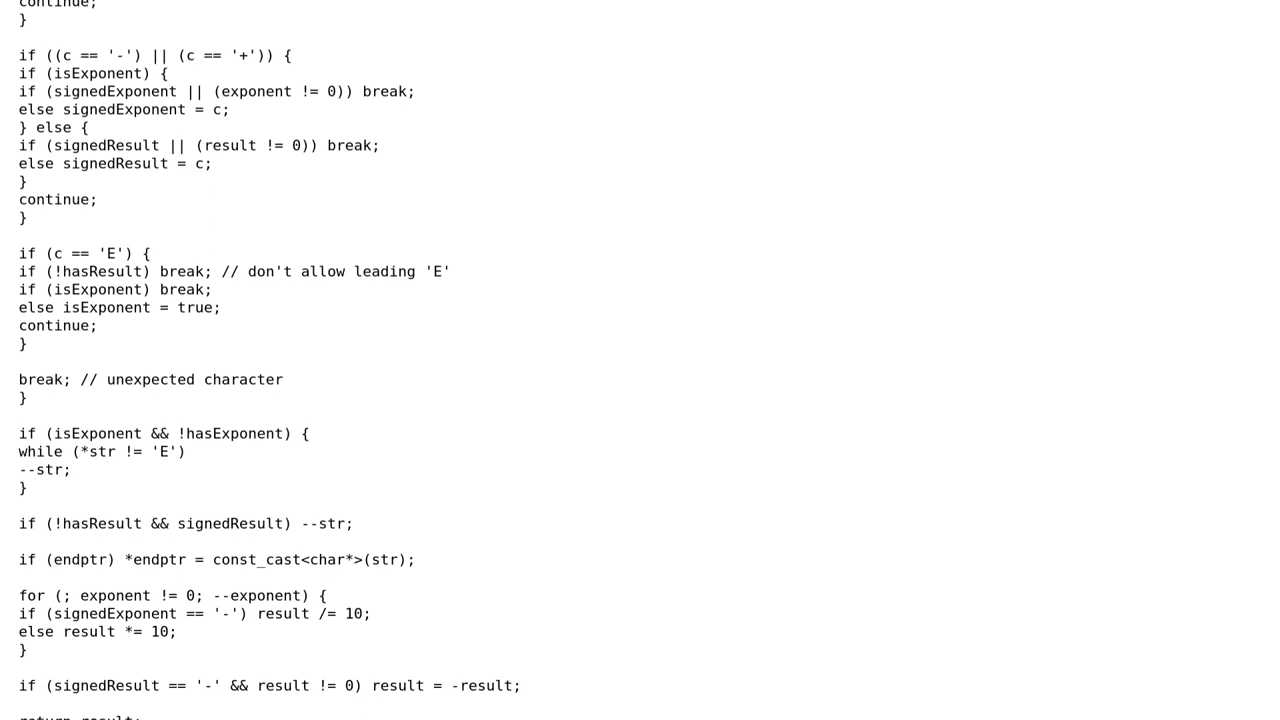 continue;
}
if ((c == '-') || (c == '+')) {
if (isExponent) {
if (signedExponent || (exponent != 0)) break;
else signedExponent = c;
} else {
if (signedResult || (result != 0)) break;
else signedResult = c;
}
continue;
}
if (c == 'E') {
if (!hasResult) break; // don't allow leading 'E'
if (isExponent) break;
else isExponent = true;
continue;
}
break; // unexpected character
}
if (isExponent && !hasExponent) {
while (*str != 'E')
--str;
}
if (!hasResult && signedResult) --str;
if (endptr) *endptr = const_cast<char*>(str);
for (; exponent != 0; --exponent) {
if (signedExponent == '-') result /= 10;
else result *= 10;
}
if (signedResult == '-' && result != 0) result = -result;
return result;